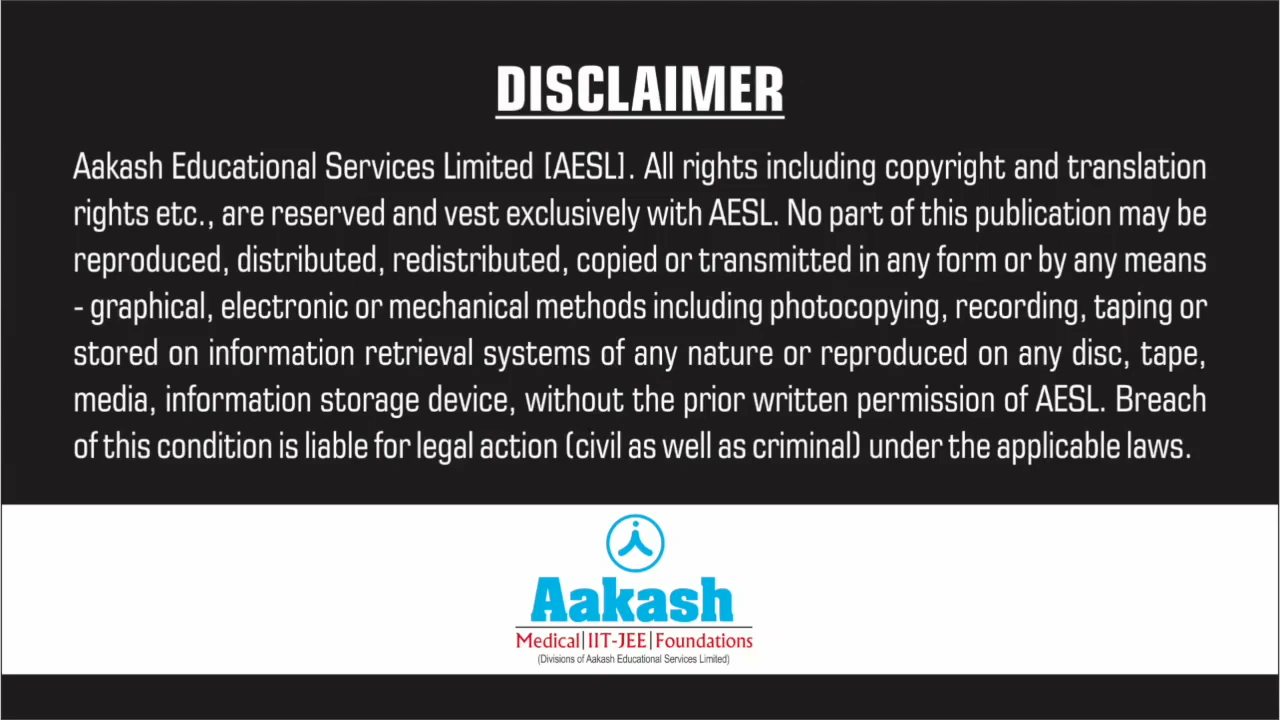 DISCLAIMER
Aakash Educational Services Limited [AESL]. All rights including copyright and translation
rights etc., are reserved and vest exclusively with AESL. No part of this publication may be
reproduced, distributed, redistributed, copied or transmitted in any form or by any means
- graphical, electronic or mechanical methods including photocopying, recording, taping or
stored on information retrieval systems of any nature or reproduced on any disc, tape,
media, information storage device, without the prior written permission of AESL. Breach
of this condition is liable for legal action (civil as well as criminal) under the applicable laws.
Aakash
Medical|IIT-JEE|Foundations
(Divisions of Aakash Educational Services Limited)